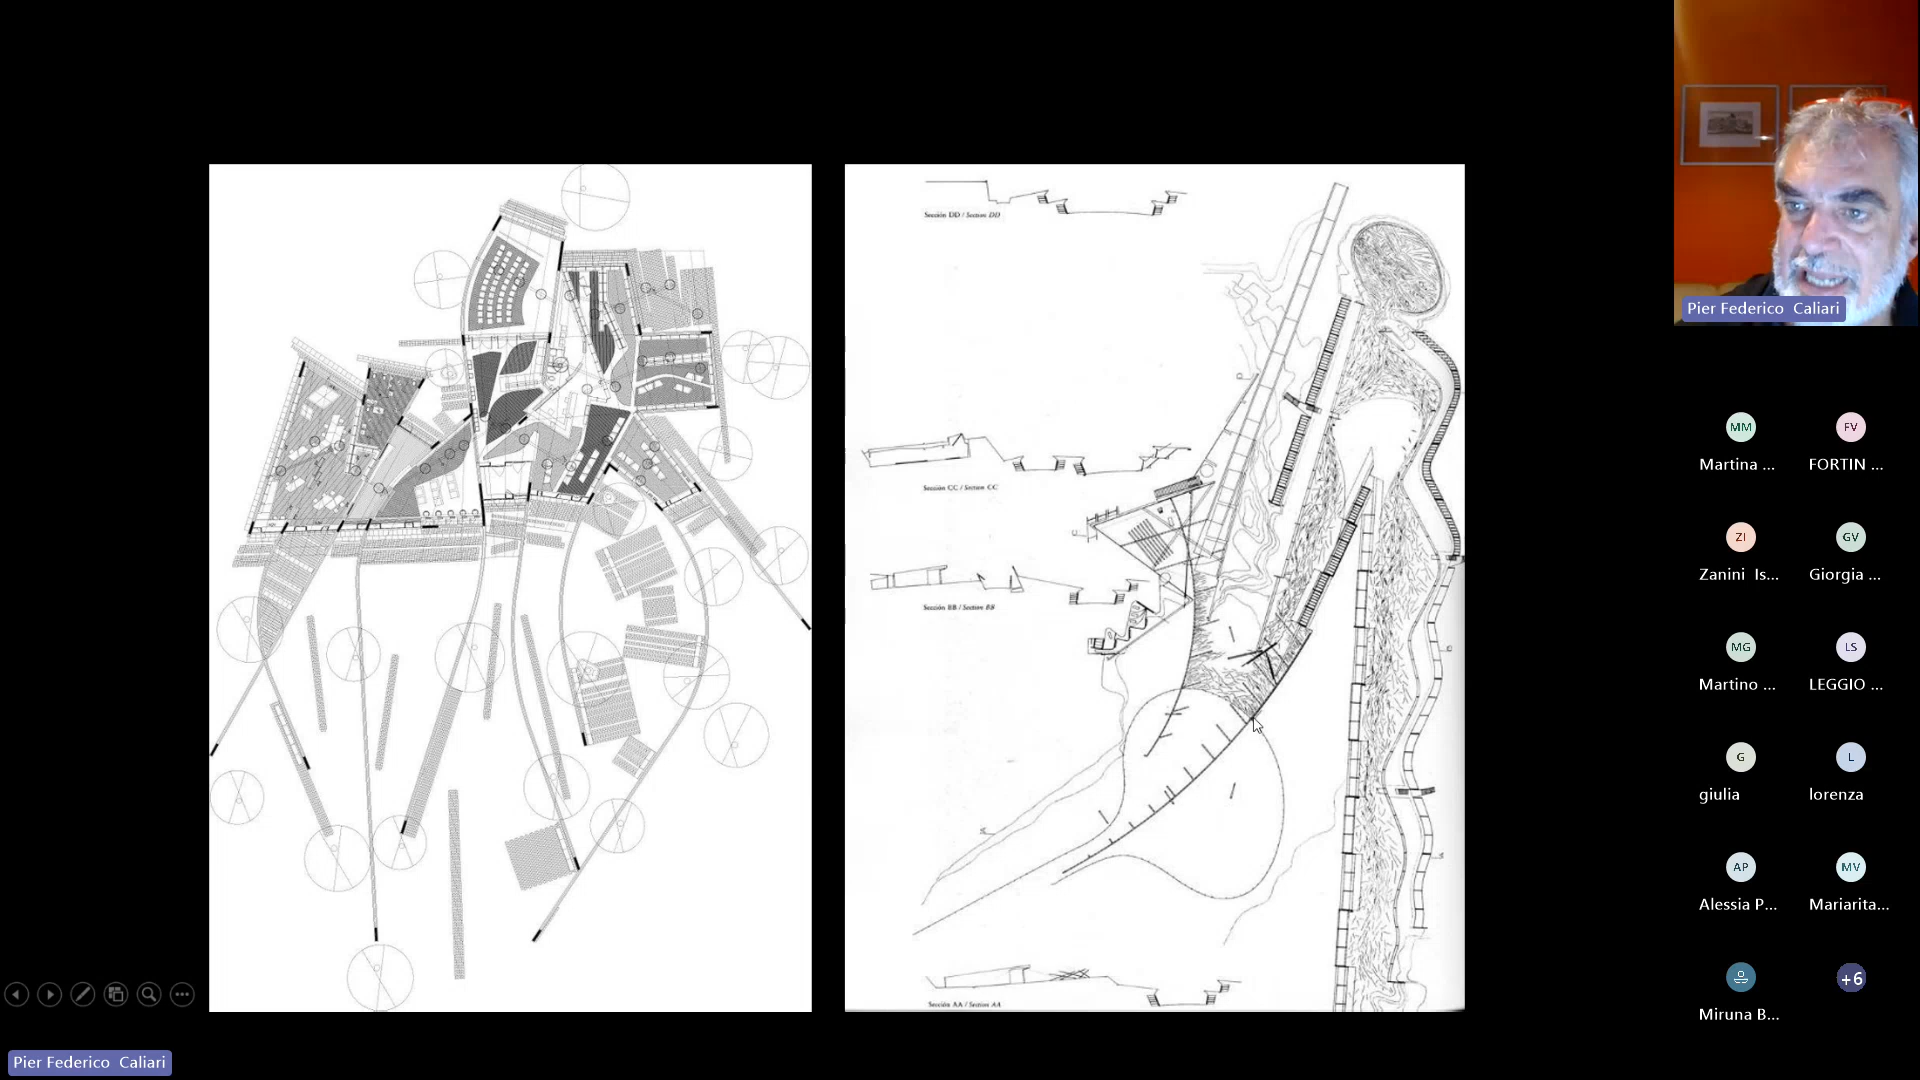 Sección DD / Section DD
Sección CC / Section CC
Sección BB / Section BB
Sección AA / Section AA
Pier Federico Caliari
MM
Martina ...
FV
FORTIN ...
ZI
Zanini Is...
GV
Giorgia ...
MG
Martino ...
LS
LEGGIO ...
G
giulia
L
lorenza
AP
Alessia P...
MV
Mariarita...
Miruna B...
+6
Pier Federico Caliari